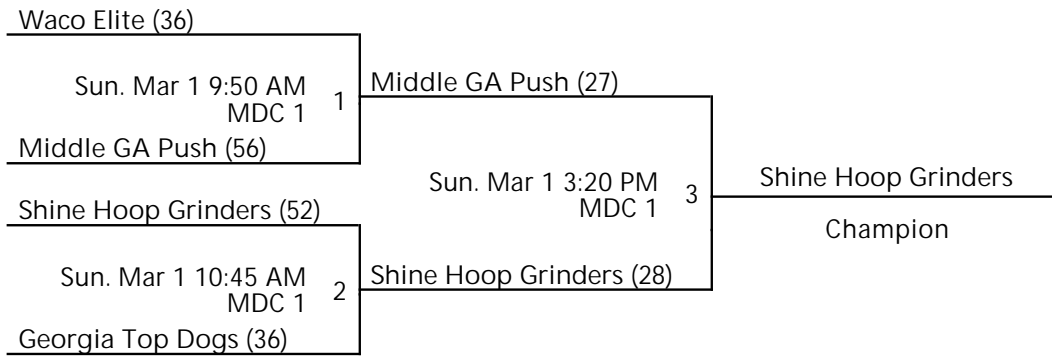 Waco Elite (36)
Sun. Mar 1 9:50 AM
MDC 1
1
Middle GA Push (56)
Middle GA Push (27)
Shine Hoop Grinders (52)
Sun. Mar 1 10:45 AM
MDC 1
2
Georgia Top Dogs (36)
Shine Hoop Grinders (28)
Sun. Mar 1 3:20 PM
MDC 1
3
Shine Hoop Grinders
Champion